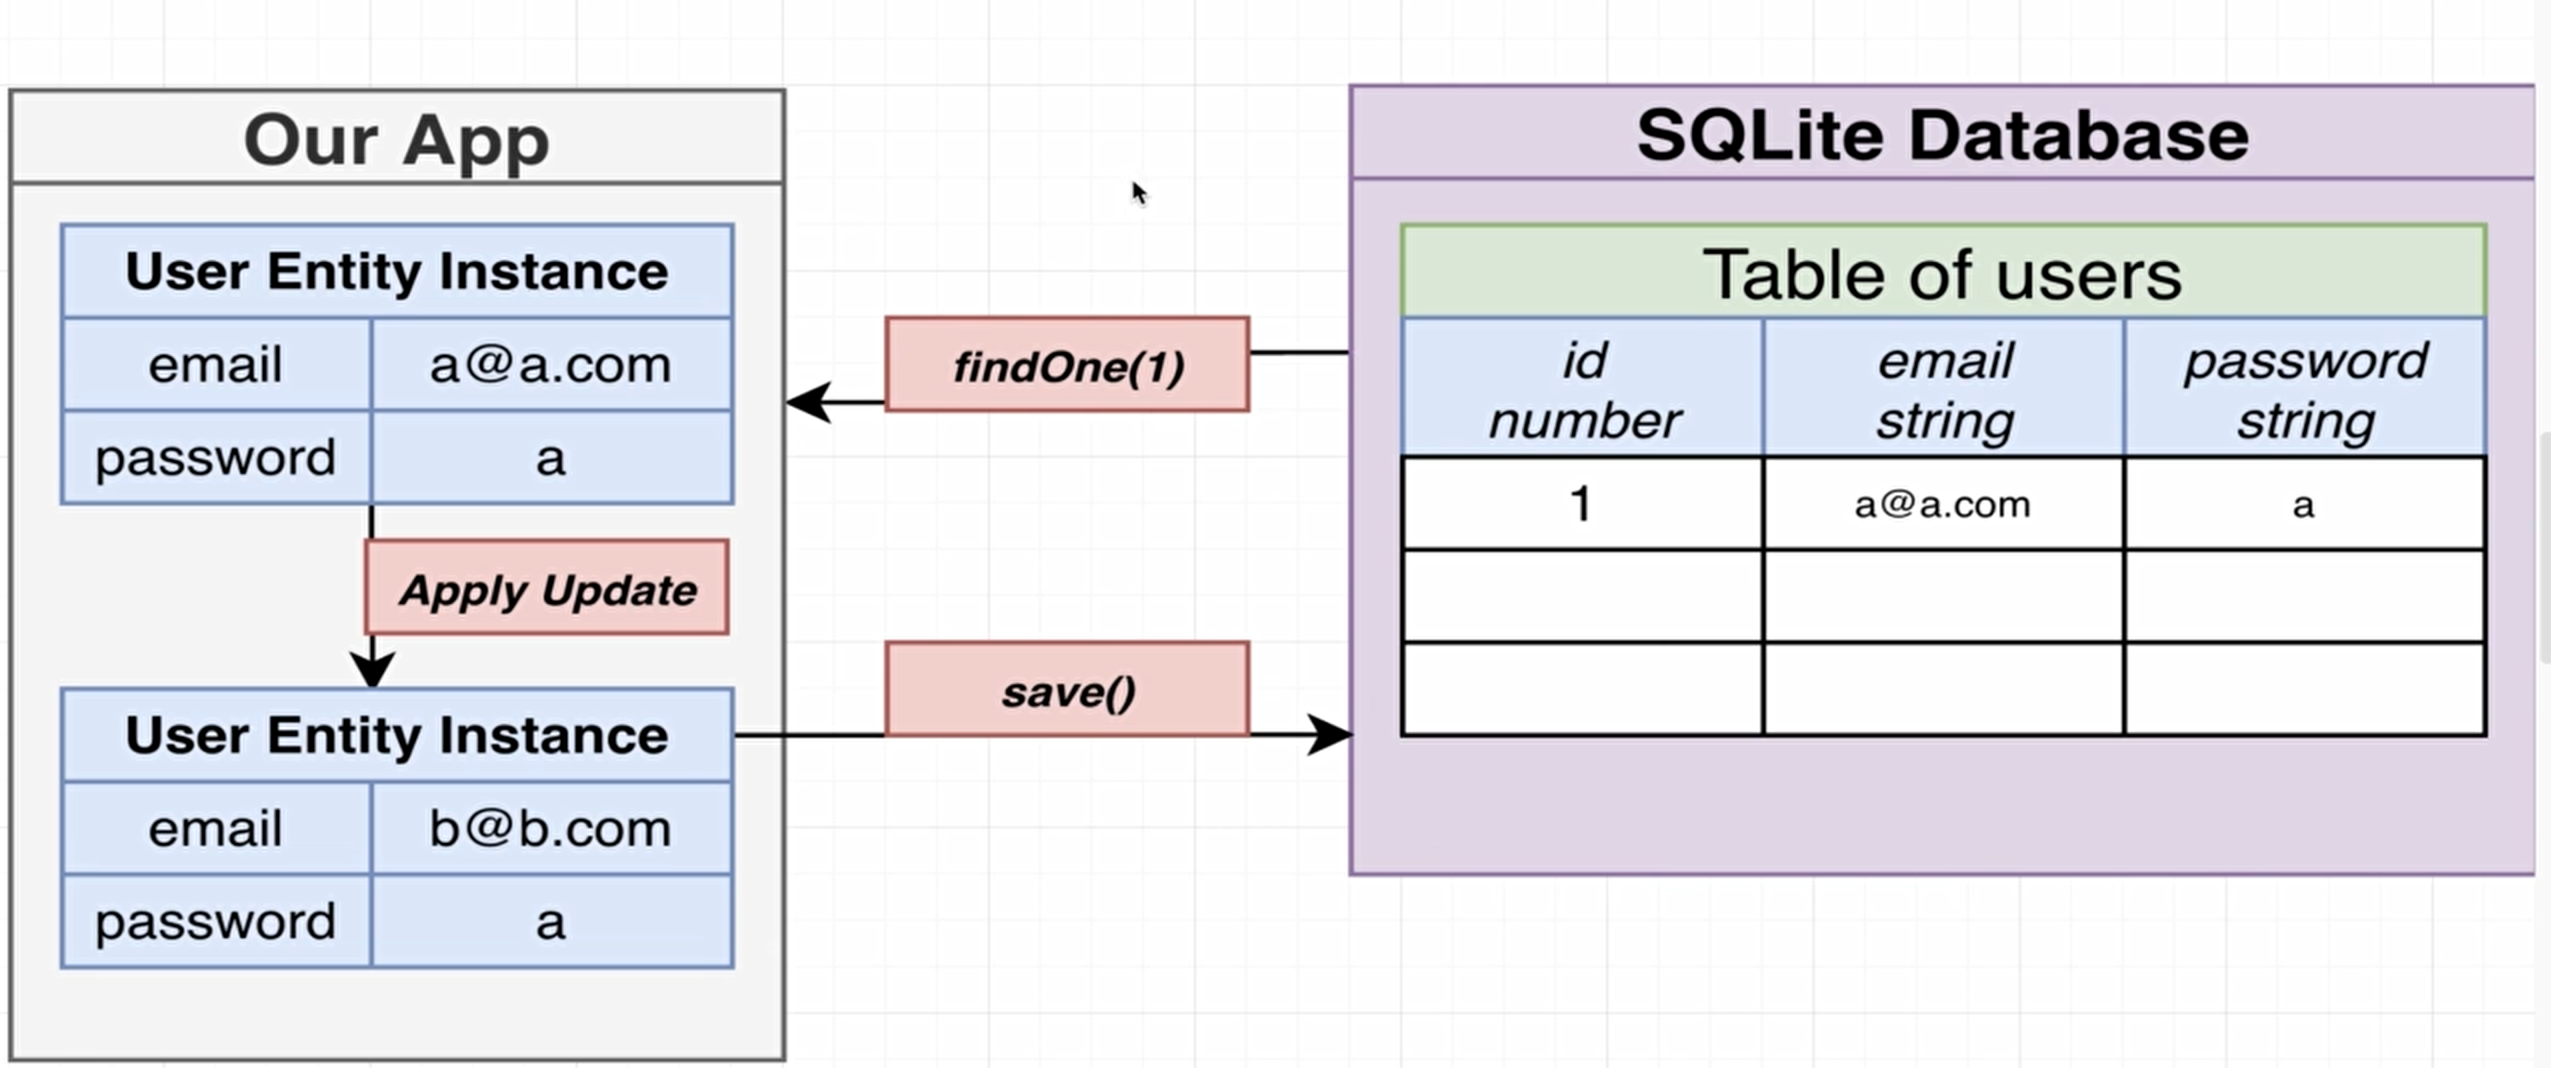 Our App
User Entity Instance
email a@a.com
password a
Apply Update
User Entity Instance
email b@b.com
password a
findOne(1)
save()
SQLite Database
Table of users
id number email string password string
1 a@a.com a